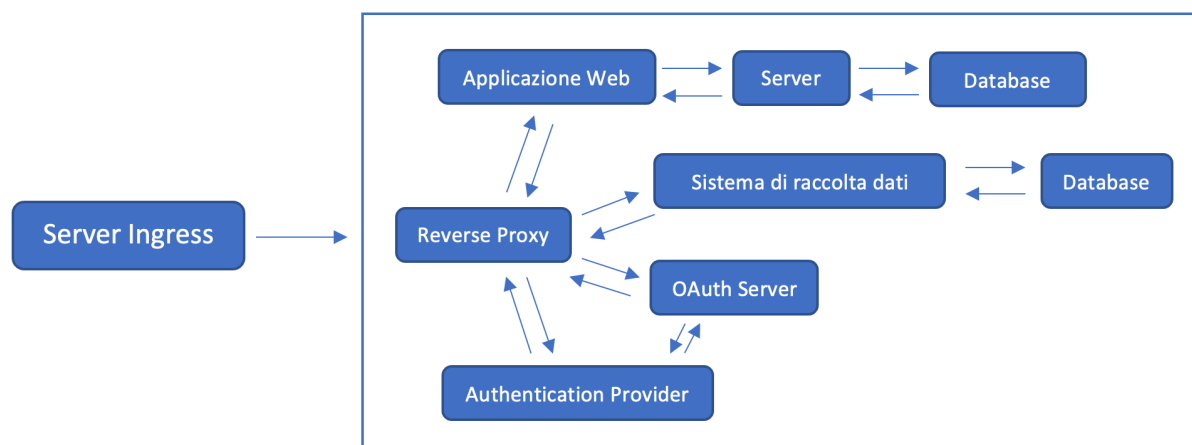 Applicazione Web
Server
Database
Sistema di raccolta dati
Database
Server Ingress
Reverse Proxy
OAuth Server
Authentication Provider